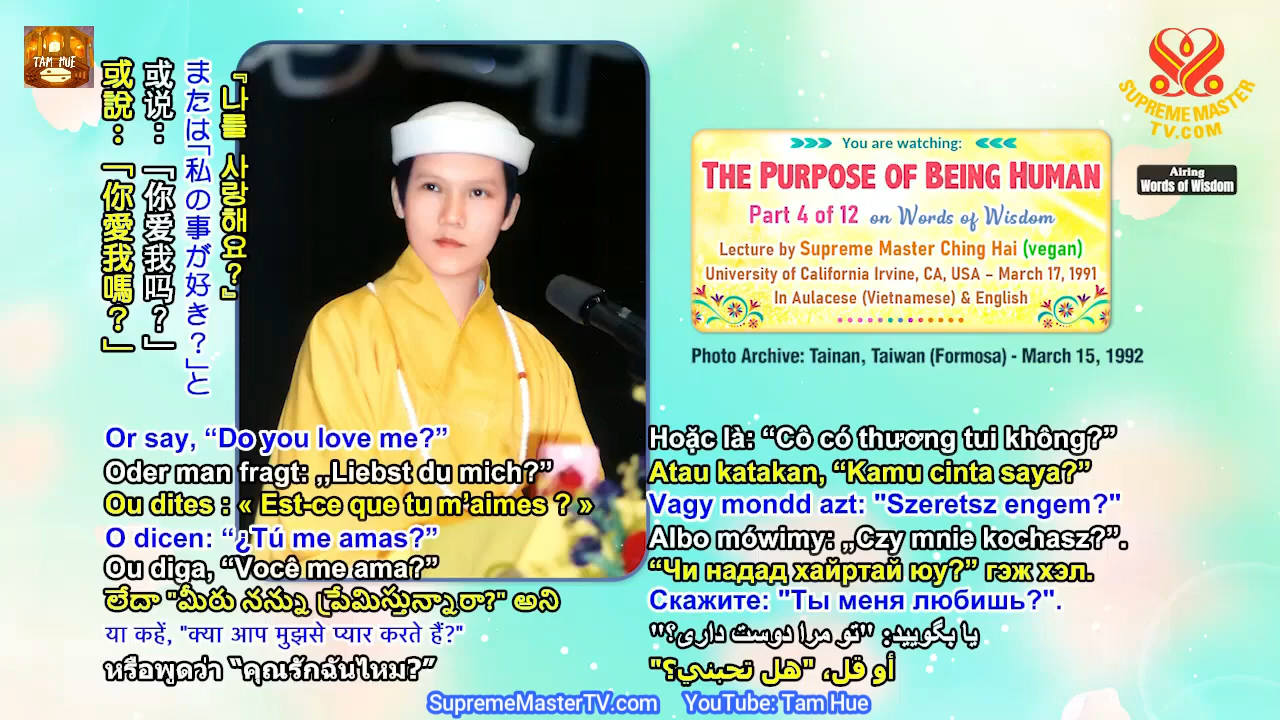 TAM HUE
『나를 사랑해요?』
または「私の事が好き?」と
或说:「你爱我吗?」
或說:「你愛我嗎?」
SUPREME MASTER
TV.COM
You are watching:
THE PURPOSE OF BEING HUMAN
Part 4 of 12 on Words of Wisdom
Lecture by Supreme Master Ching Hai (vegan)
University of California Irvine, CA, USA – March 17, 1991
In Aulacese (Vietnamese) & English
Airing
Words of Wisdom
Photo Archive: Tainan, Taiwan (Formosa) - March 15, 1992
Or say, “Do you love me?”
Oder man fragt: „Liebst du mich?”
Ou dites : « Est-ce que tu m’aimes ? »
O dicen: “¿Tú me amas?”
Ou diga, “Você me ama?”
లేదా "మీరు నన్ను ప్రేమిస్తున్నారా?" అని
या कहें, "क्या आप मुझसे प्यार करते हैं?"
หรือพูดว่า “คุณรักฉันไหม?”
Hoặc là: “Cô có thương tui không?”
Atau katakan, “Kamu cinta saya?”
Vagy mondd azt: "Szeretsz engem?"
Albo mówimy: „Czy mnie kochasz?”.
“Чи надад хайртай юу?” гэж хэл.
Скажите: "Ты меня любишь?".
یا بگویید: "تو مرا دوست داری؟"
أو قل، "هل تحبني؟"
SupremeMasterTV.com YouTube: Tam Hue